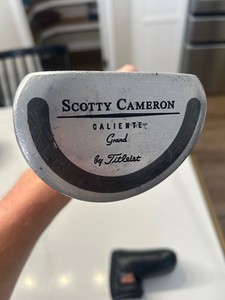 SCOTTY CAMERON
CALIENTE
Grand
by Titleist